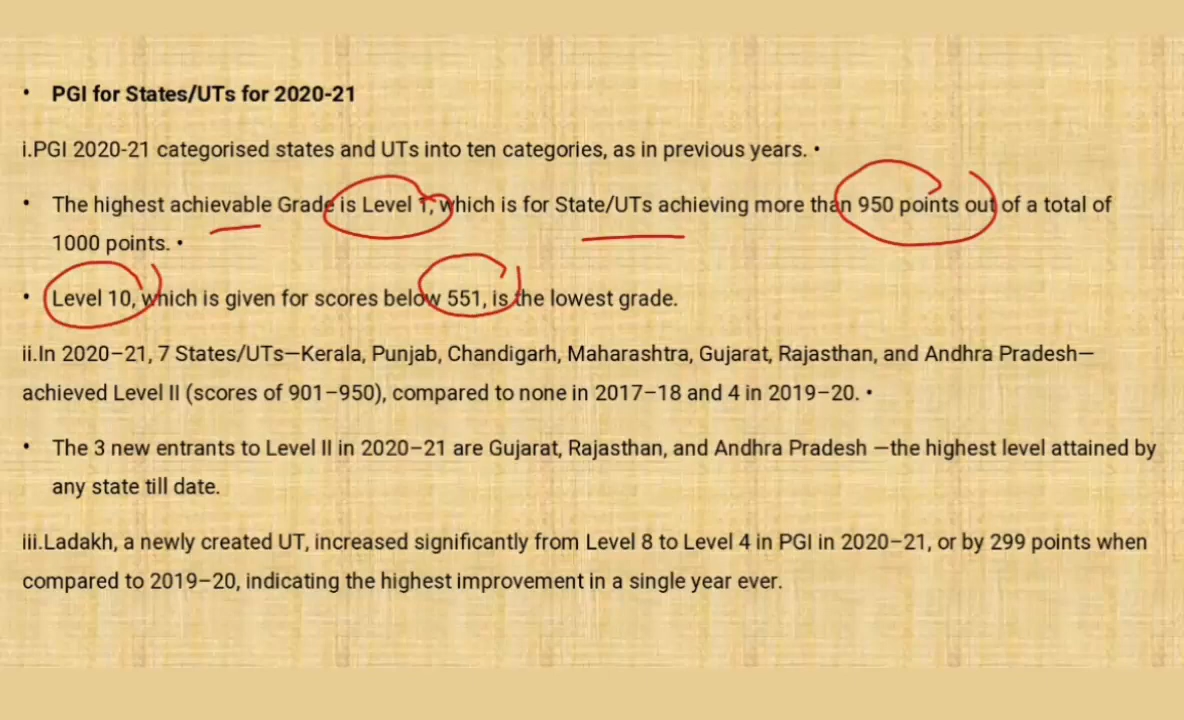 • PGI for States/UTs for 2020-21
i.PGI 2020-21 categorised states and UTs into ten categories, as in previous years. •
• The highest achievable Grade is Level 1, which is for State/UTs achieving more than 950 points out of a total of
1000 points. •
• Level 10, which is given for scores below 551, is the lowest grade.
ii.In 2020–21, 7 States/UTs—Kerala, Punjab, Chandigarh, Maharashtra, Gujarat, Rajasthan, and Andhra Pradesh—
achieved Level II (scores of 901–950), compared to none in 2017–18 and 4 in 2019–20. •
• The 3 new entrants to Level II in 2020–21 are Gujarat, Rajasthan, and Andhra Pradesh —the highest level attained by
any state till date.
iii.Ladakh, a newly created UT, increased significantly from Level 8 to Level 4 in PGI in 2020–21, or by 299 points when
compared to 2019–20, indicating the highest improvement in a single year ever.